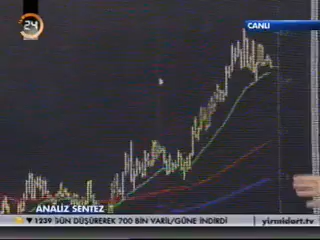 24
CANLI
ANALİZ SENTEZ
1239 GÜN DÜŞÜREREK 700 BİN VARİL/GÜNE İNDİRDİ
yirmidort.tv